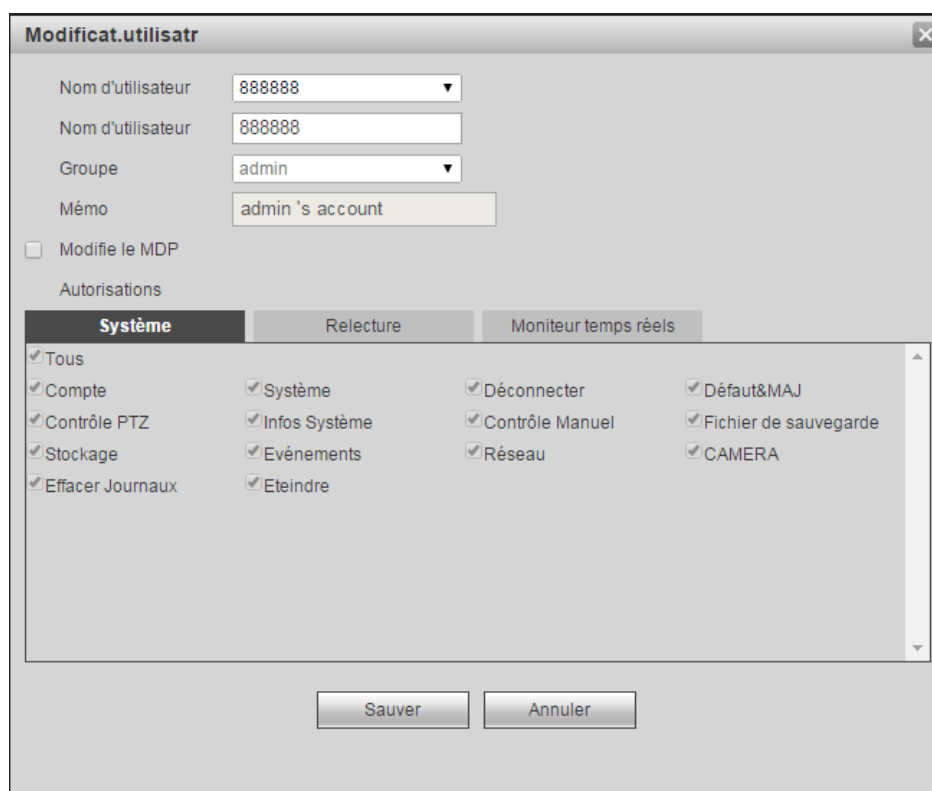 Modificat.utilisatr
Nom d'utilisateur 888888
Nom d'utilisateur 888888
Groupe admin
Mémo admin 's account
Modifie le MDP
Autorisations
Système Relecture Moniteur temps réels
Tous
Compte Système Déconnecter Défaut&MAJ
Contrôle PTZ Infos Système Contrôle Manuel Fichier de sauvegarde
Stockage Evénements Réseau CAMERA
Effacer Journaux Eteindre
Sauver Annuler